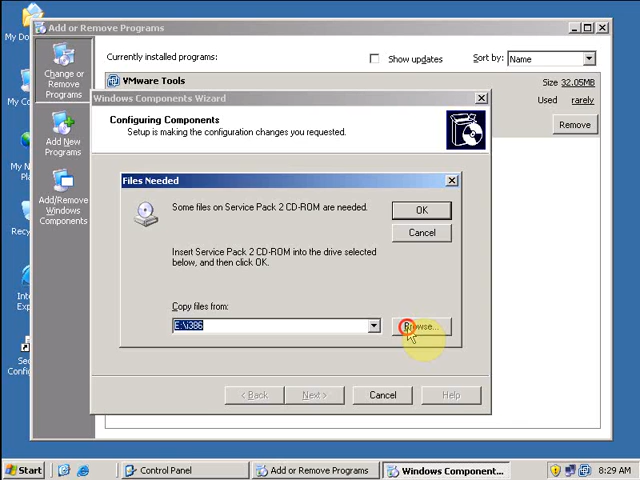 My Do
Add or Remove Programs
Change or
Remove
Programs
Currently installed programs:
Show updates
Sort by:
Name
VMware Tools
Size
32.05MB
Used
rarely
Remove
My C
Add New
Programs
My N
Pl
Add/Remove
Windows
Components
Recy
Inte
Exp
Sec
Config
Windows Components Wizard
Configuring Components
Setup is making the configuration changes you requested.
Files Needed
Some files on Service Pack 2 CD-ROM are needed.
OK
Cancel
Insert Service Pack 2 CD-ROM into the drive selected
below, and then click OK.
Copy files from:
E:\i386
Browse...
< Back
Next >
Cancel
Help
Start
Control Panel
Add or Remove Programs
Windows Component...
8:29 AM